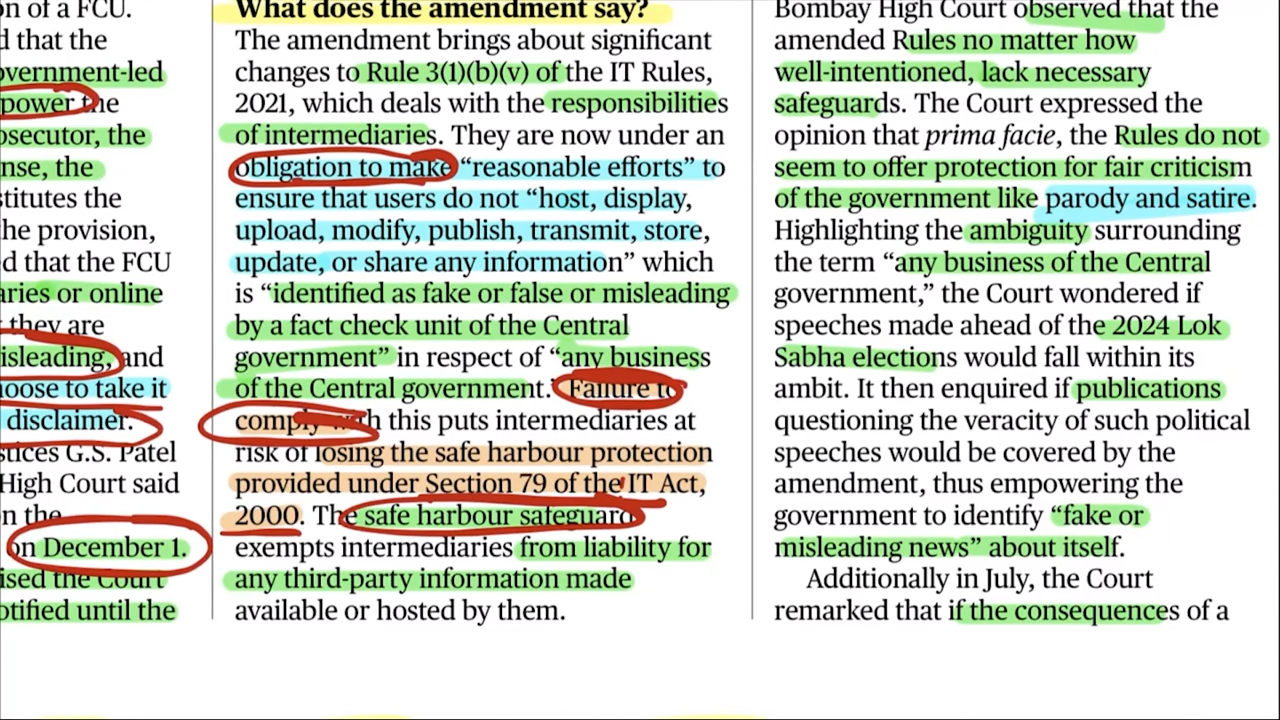 on of a FCU.
d that the
overnment-led
power the
osecutor, the
nse, the
stitutes the
he provision,
ed that the FCU
aries or online
they are
isleading, and
hoose to take it
disclaimer.
stices G.S. Patel
High Court said
n the
on December 1.
ised the Court
otified until the
What does the amendment say?
The amendment brings about significant
changes to Rule 3(1)(b)(v) of the IT Rules,
2021, which deals with the responsibilities
of intermediaries. They are now under an
obligation to make “reasonable efforts” to
ensure that users do not “host, display,
upload, modify, publish, transmit, store,
update, or share any information” which
is “identified as fake or false or misleading
by a fact check unit of the Central
government” in respect of “any business
of the Central government.” Failure to
comply with this puts intermediaries at
risk of losing the safe harbour protection
provided under Section 79 of the IT Act,
2000. The safe harbour safeguard
exempts intermediaries from liability for
any third-party information made
available or hosted by them.
Bombay High Court observed that the
amended Rules no matter how
well-intentioned, lack necessary
safeguards. The Court expressed the
opinion that prima facie, the Rules do not
seem to offer protection for fair criticism
of the government like parody and satire.
Highlighting the ambiguity surrounding
the term “any business of the Central
government,” the Court wondered if
speeches made ahead of the 2024 Lok
Sabha elections would fall within its
ambit. It then enquired if publications
questioning the veracity of such political
speeches would be covered by the
amendment, thus empowering the
government to identify “fake or
misleading news” about itself.
Additionally in July, the Court
remarked that if the consequences of a